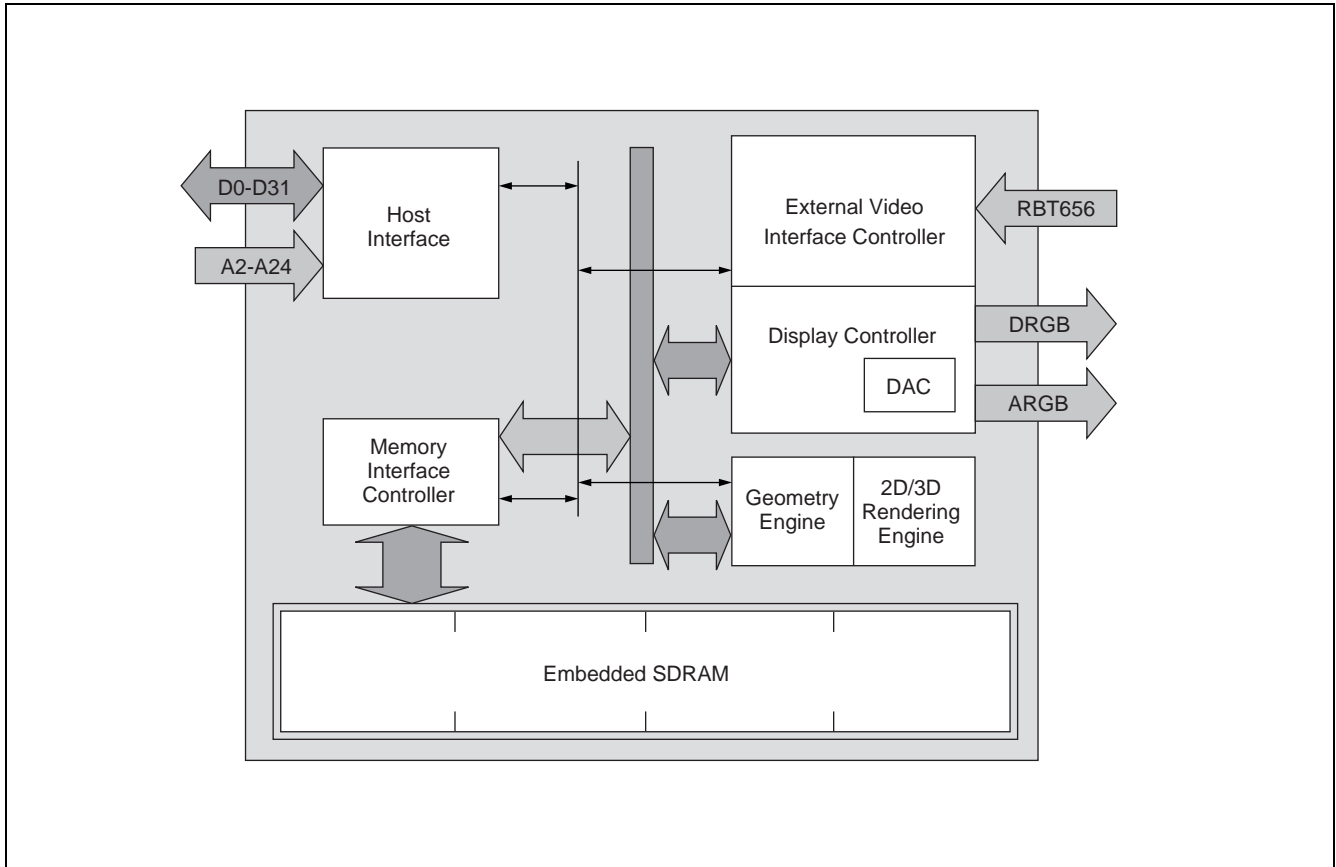 D0-D31
A2-A24
Host
Interface
External Video
Interface Controller
RBT656
Display Controller
DAC
DRGB
ARGB
Memory
Interface
Controller
Geometry
Engine
2D/3D
Rendering
Engine
Embedded SDRAM